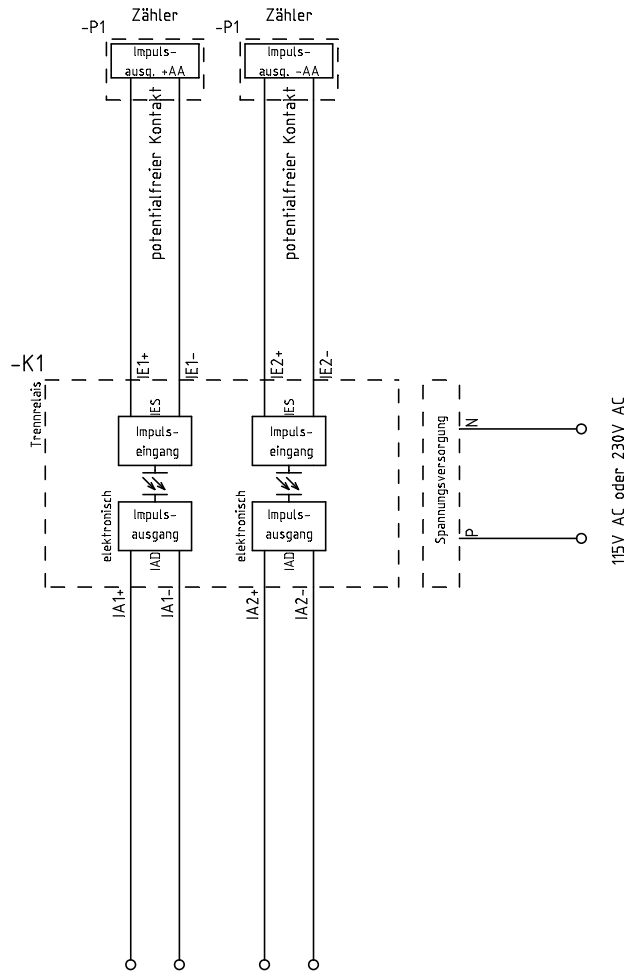 Zähler
Zähler
-P1
-P1
Impuls-
ausg. +AA
Impuls-
ausg. -AA
potentialfreier Kontakt
potentialfreier Kontakt
IE1+
IE1-
IE2+
IE2-
-K1
Trennrelais
IES
IES
Impuls-
eingang
Impuls-
eingang
Spannungsversorgung
N
P
115V AC oder 230V AC
elektronisch
Impuls-
ausgang
elektronisch
Impuls-
ausgang
IAD
IAD
IA1+
IA1-
IA2+
IA2-